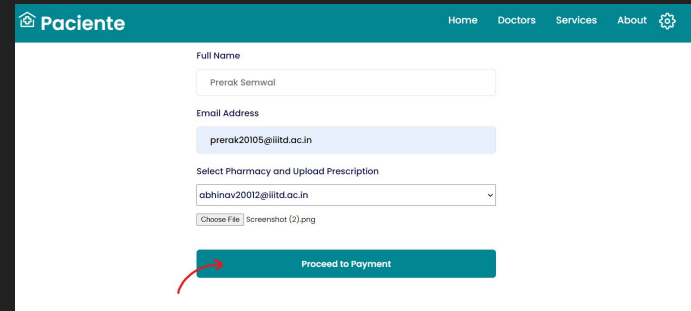 Paciente
Home Doctors Services About
Full Name
Prerak Semwal
Email Address
prerak20105@iiitd.ac.in
Select Pharmacy and Upload Prescription
abhinav20012@iiitd.ac.in
Choose File Screenshot (2).png
Proceed to Payment